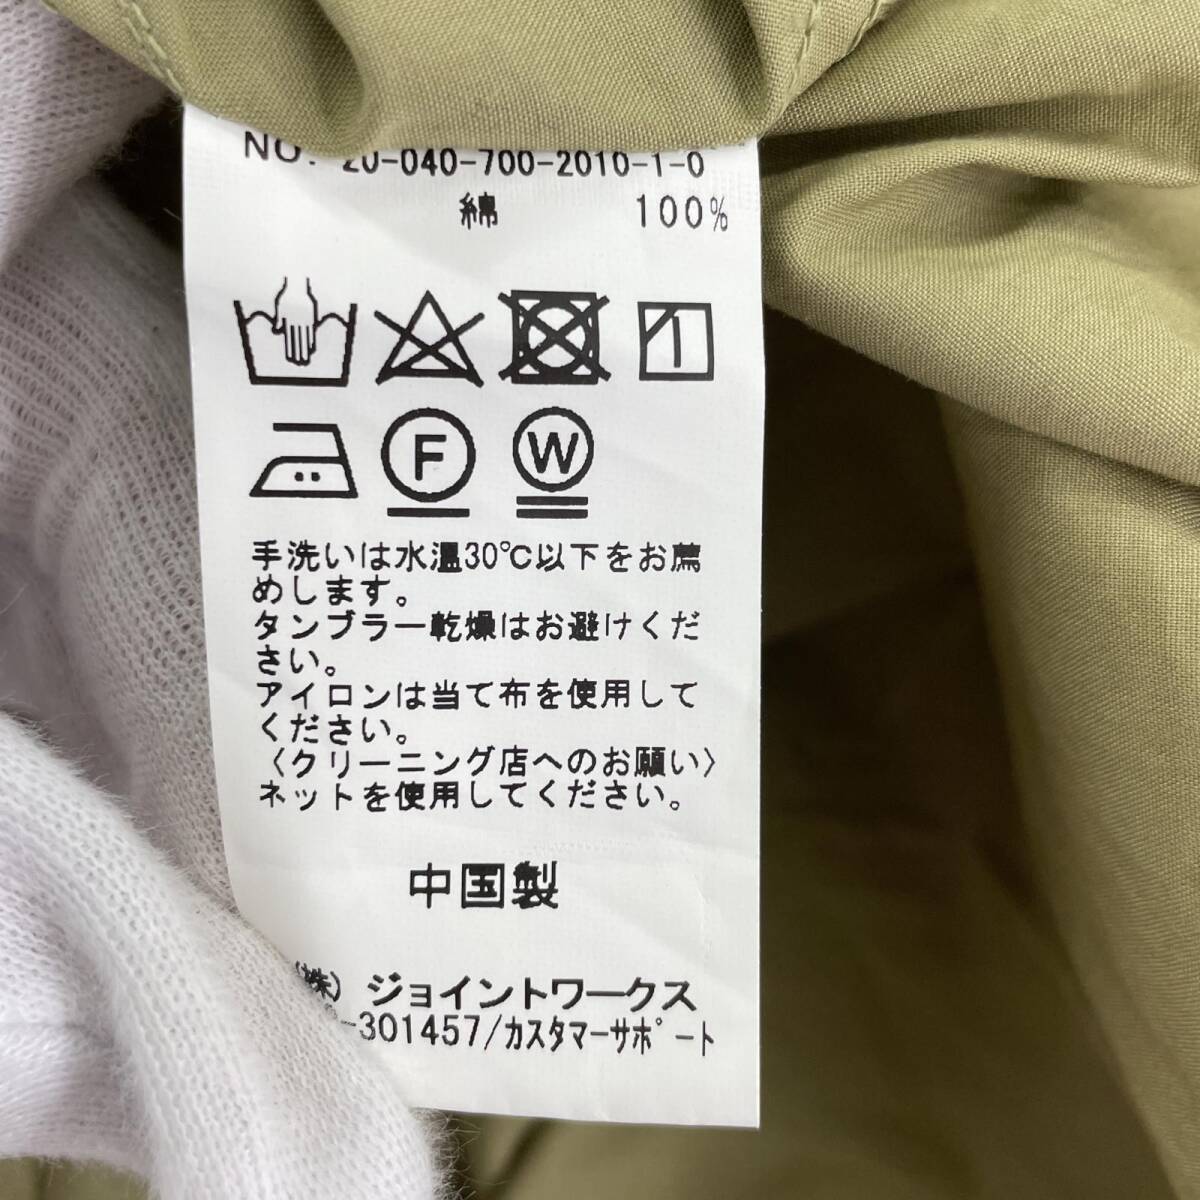 NO. 20-040-700-2010-1-0
綿 100%
F W
手洗いは水温30℃以下をお薦
めします。
タンブラー乾燥はお避けくだ
さい。
アイロンは当て布を使用して
ください。
〈クリーニング店へのお願い〉
ネットを使用してください。
中国製
(株) ジョイントワークス
-301457/カスタマーサポート